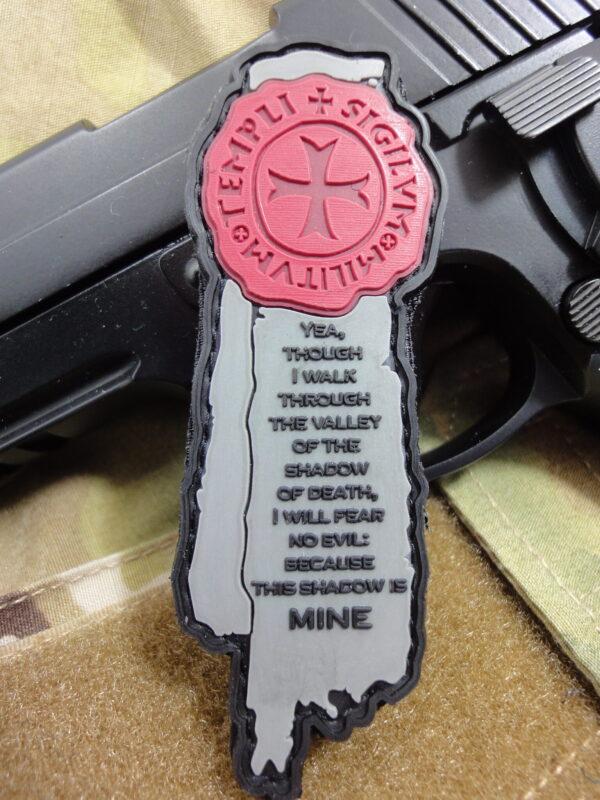 ✠ SIGILVM ✠ MILITVM ✠ TEMPLI
YEA,
THOUGH
I WALK
THROUGH
THE VALLEY
OF THE
SHADOW
OF DEATH,
I WILL FEAR
NO EVIL:
BECAUSE
THIS SHADOW IS
MINE